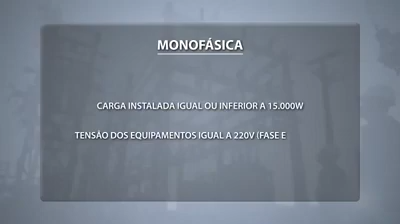 MONOFÁSICA
CARGA INSTALADA IGUAL OU INFERIOR A 15.000W
TENSÃO DOS EQUIPAMENTOS IGUAL A 220V (FASE E